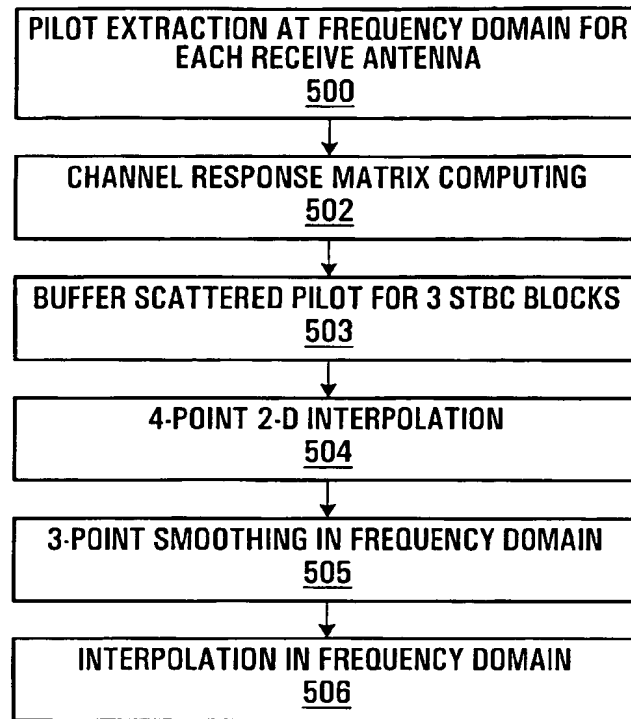 PILOT EXTRACTION AT FREQUENCY DOMAIN FOR
EACH RECEIVE ANTENNA
500
CHANNEL RESPONSE MATRIX COMPUTING
502
BUFFER SCATTERED PILOT FOR 3 STBC BLOCKS
503
4-POINT 2-D INTERPOLATION
504
3-POINT SMOOTHING IN FREQUENCY DOMAIN
505
INTERPOLATION IN FREQUENCY DOMAIN
506